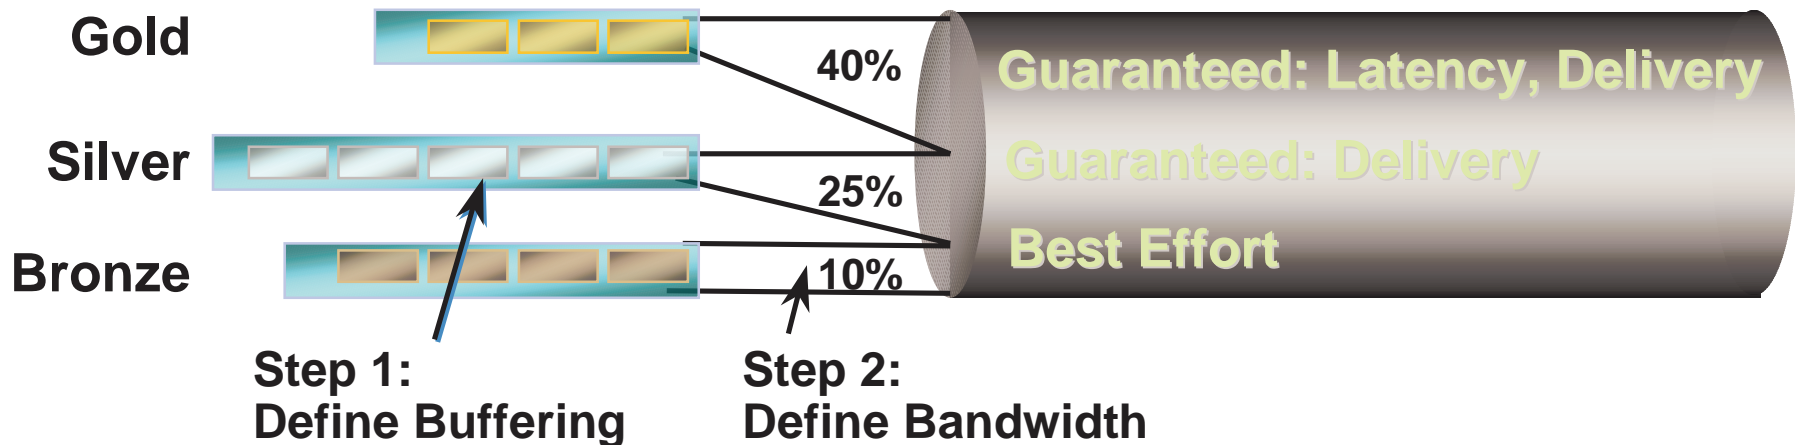 Gold
40%
Guaranteed: Latency, Delivery
Silver
25%
Guaranteed: Delivery
Bronze
10%
Best Effort
Step 1:
Define Buffering
Step 2:
Define Bandwidth